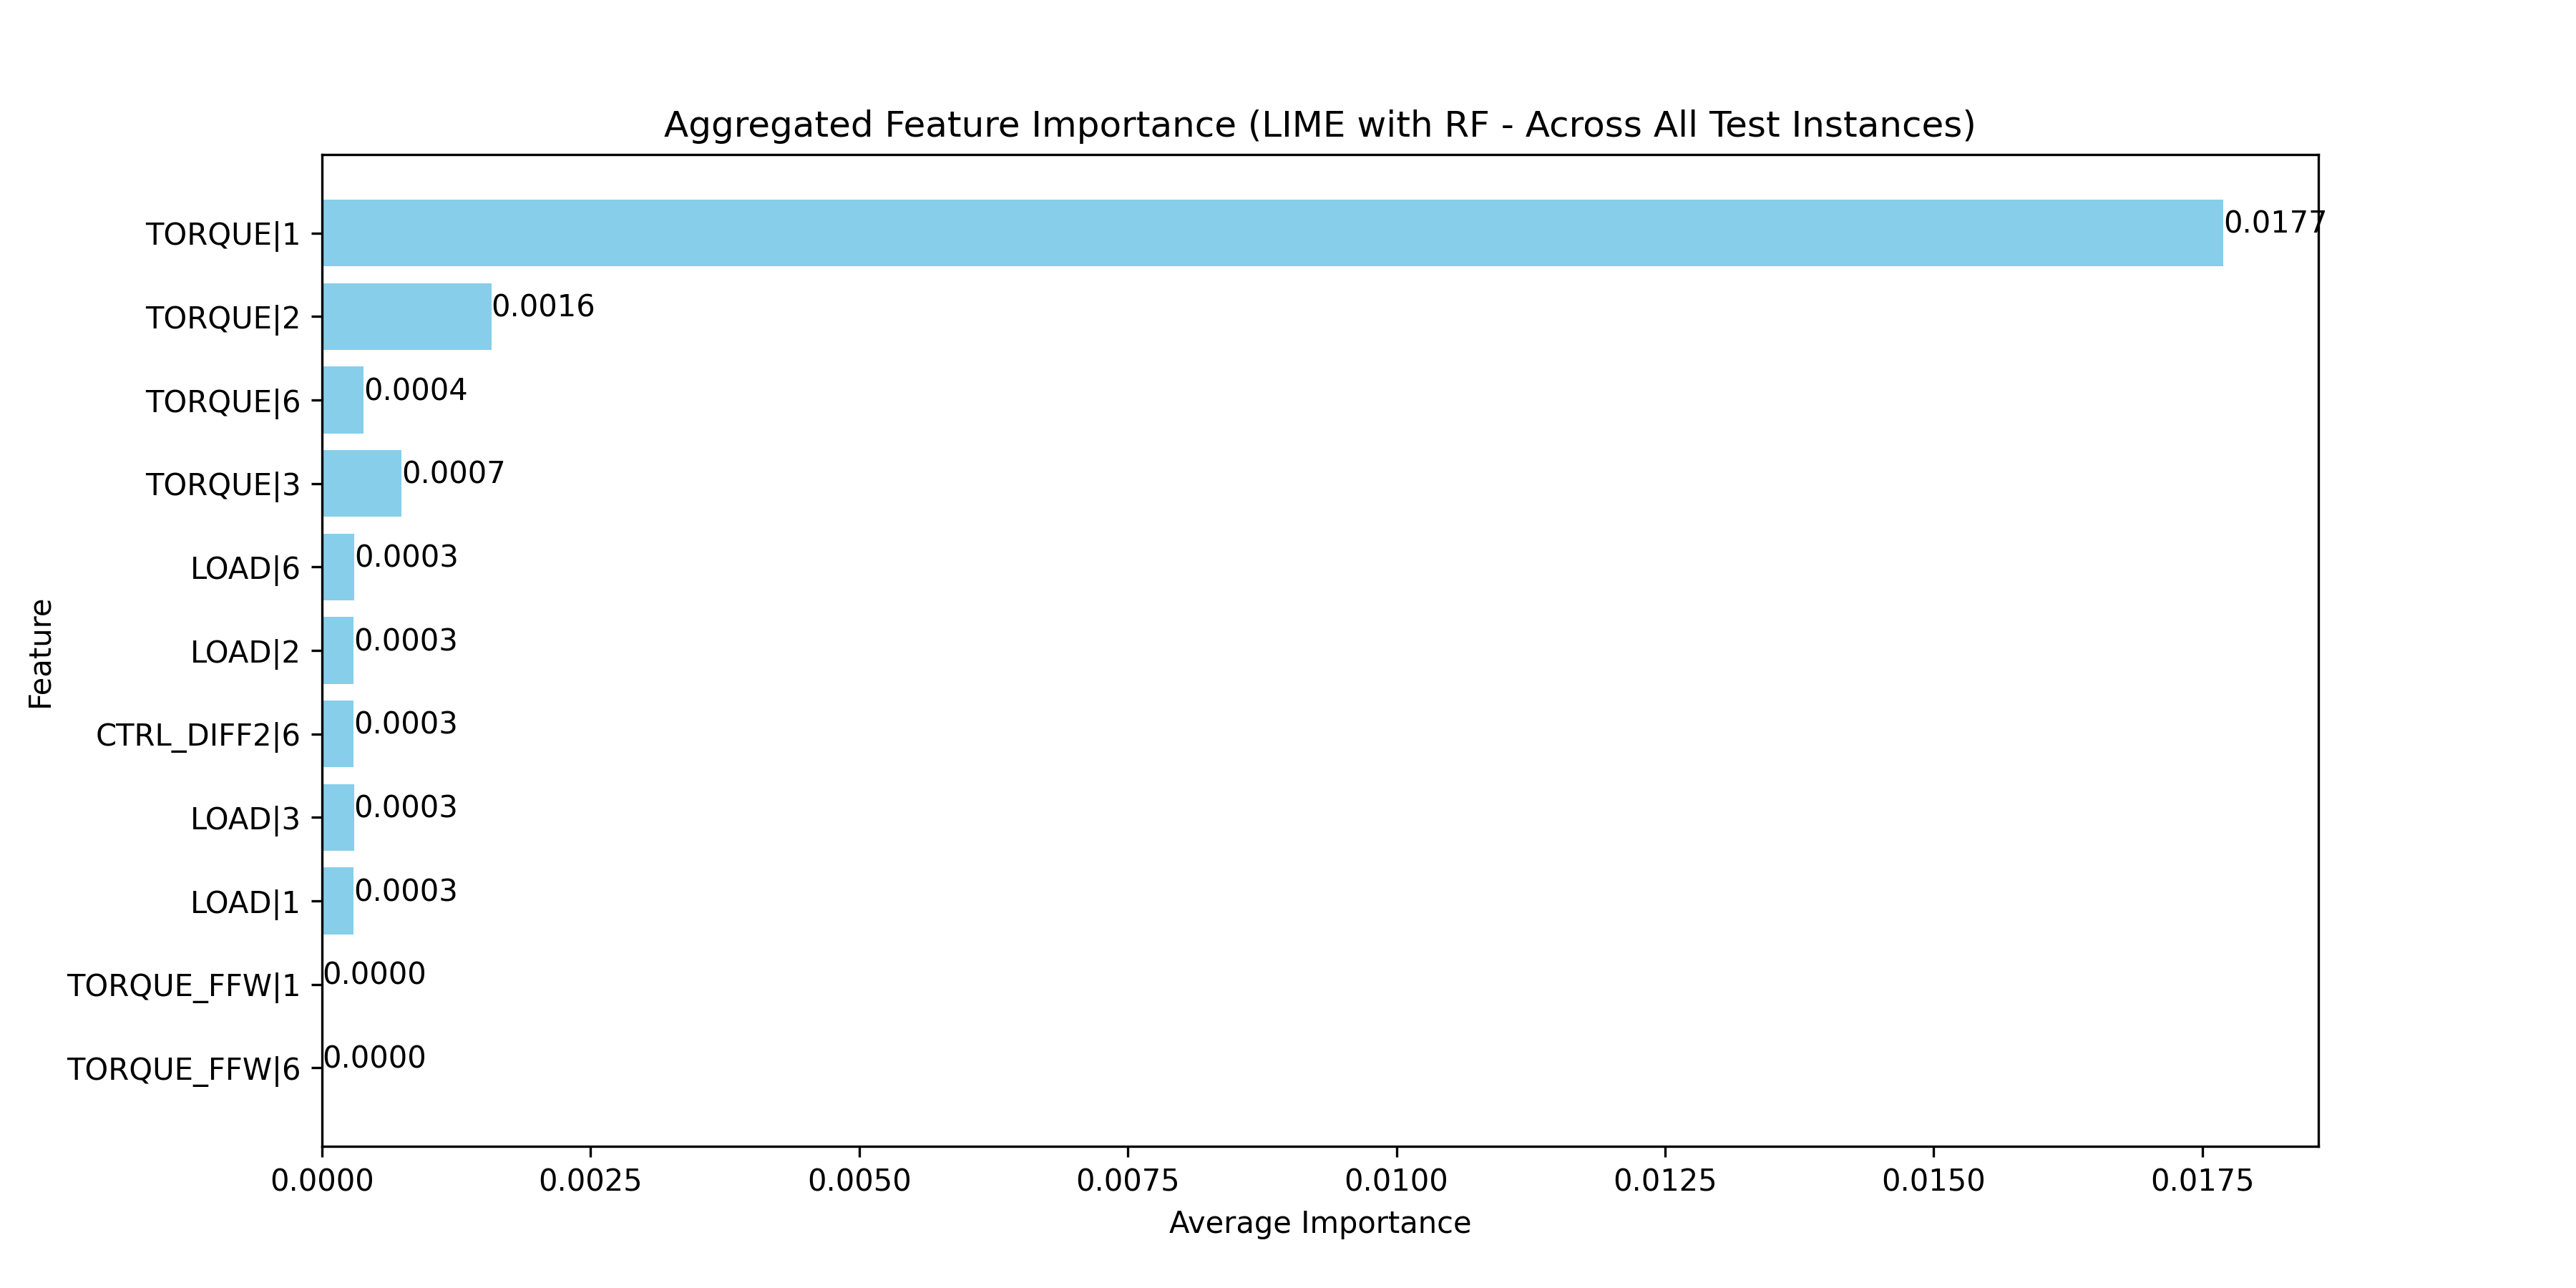 Aggregated Feature Importance (LIME with RF - Across All Test Instances)
TORQUE|1 0.0177
TORQUE|2 0.0016
TORQUE|6 0.0004
TORQUE|3 0.0007
LOAD|6 0.0003
LOAD|2 0.0003
CTRL_DIFF2|6 0.0003
LOAD|3 0.0003
LOAD|1 0.0003
TORQUE_FFW|1 0.0000
TORQUE_FFW|6 0.0000
Feature
0.0000 0.0025 0.0050 0.0075 0.0100 0.0125 0.0150 0.0175
Average Importance